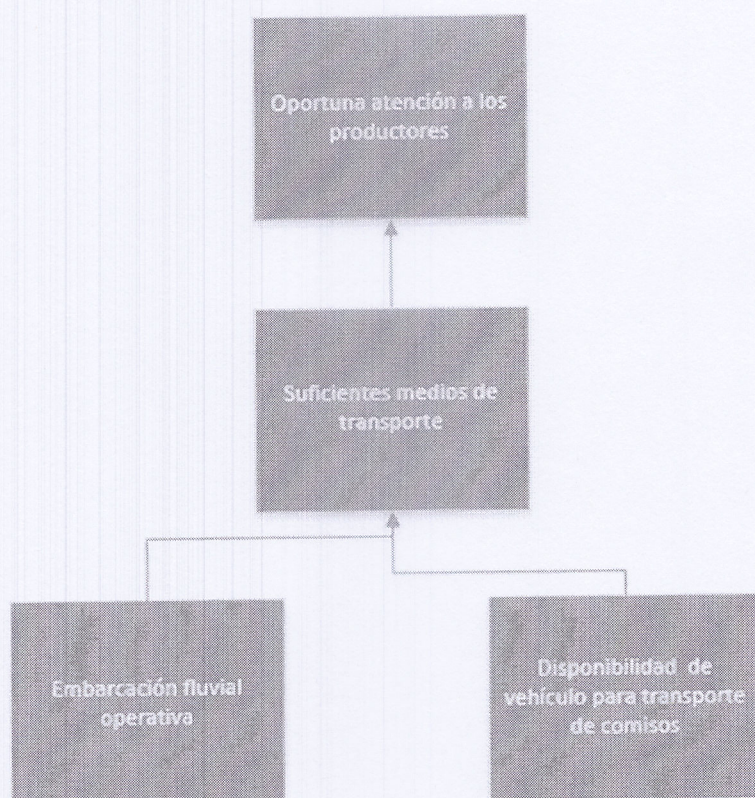 Oportuna atención a los
productores
Suficientes medios de
transporte
Embarcación fluvial
operativa
Disponibilidad de
vehículo para transporte
de comisos